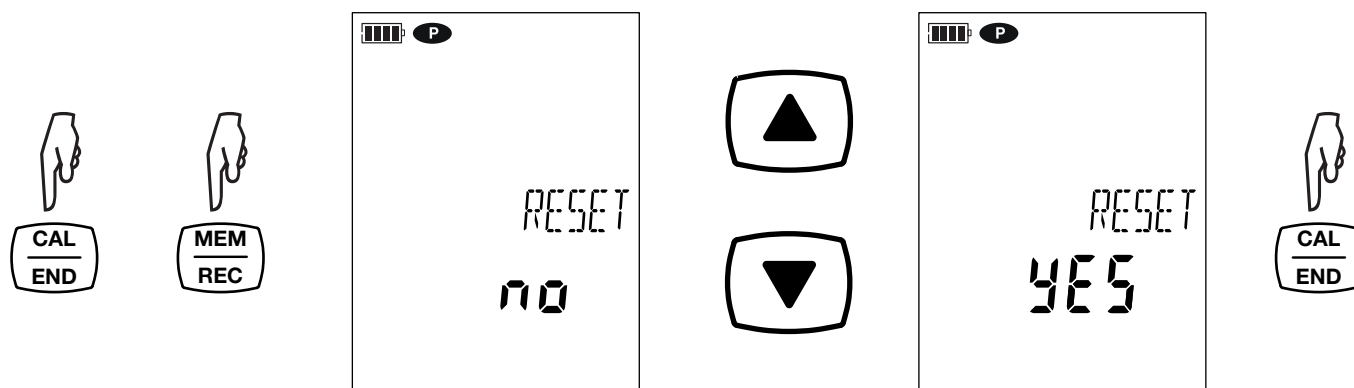 CAL
END
MEM
REC
P
RESET
no
P
RESET
YES
CAL
END